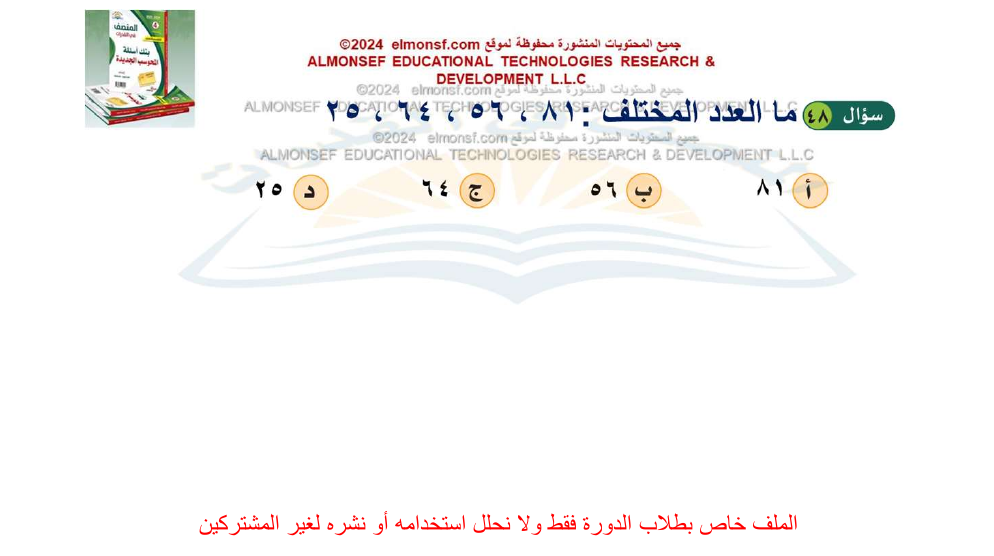 المنصف
في القدرات
بنك أسئلة
المحوسب الجديدة
جميع المحتويات المنشورة محفوظة لموقع elmonsf.com ©2024
ALMONSEF EDUCATIONAL TECHNOLOGIES RESEARCH &
DEVELOPMENT L.L.C
جميع المحتويات المنشورة محفوظة لموقع elmonsf.com ©2024
ALMONSEF EDUCATIONAL TECHNOLOGIES RESEARCH & DEVELOPMENT L.L.C
سؤال ٤٨ ما العدد المختلف : ٨١ ، ٥٦ ، ٦٤ ، ٢٥
جميع المحتويات المنشورة محفوظة لموقع elmonsf.com ©2024
ALMONSEF EDUCATIONAL TECHNOLOGIES RESEARCH & DEVELOPMENT L.L.C
أ ٨١ ب ٥٦ ج ٦٤ د ٢٥
الملف خاص بطلاب الدورة فقط ولا نحلل استخدامه أو نشره لغير المشتركين